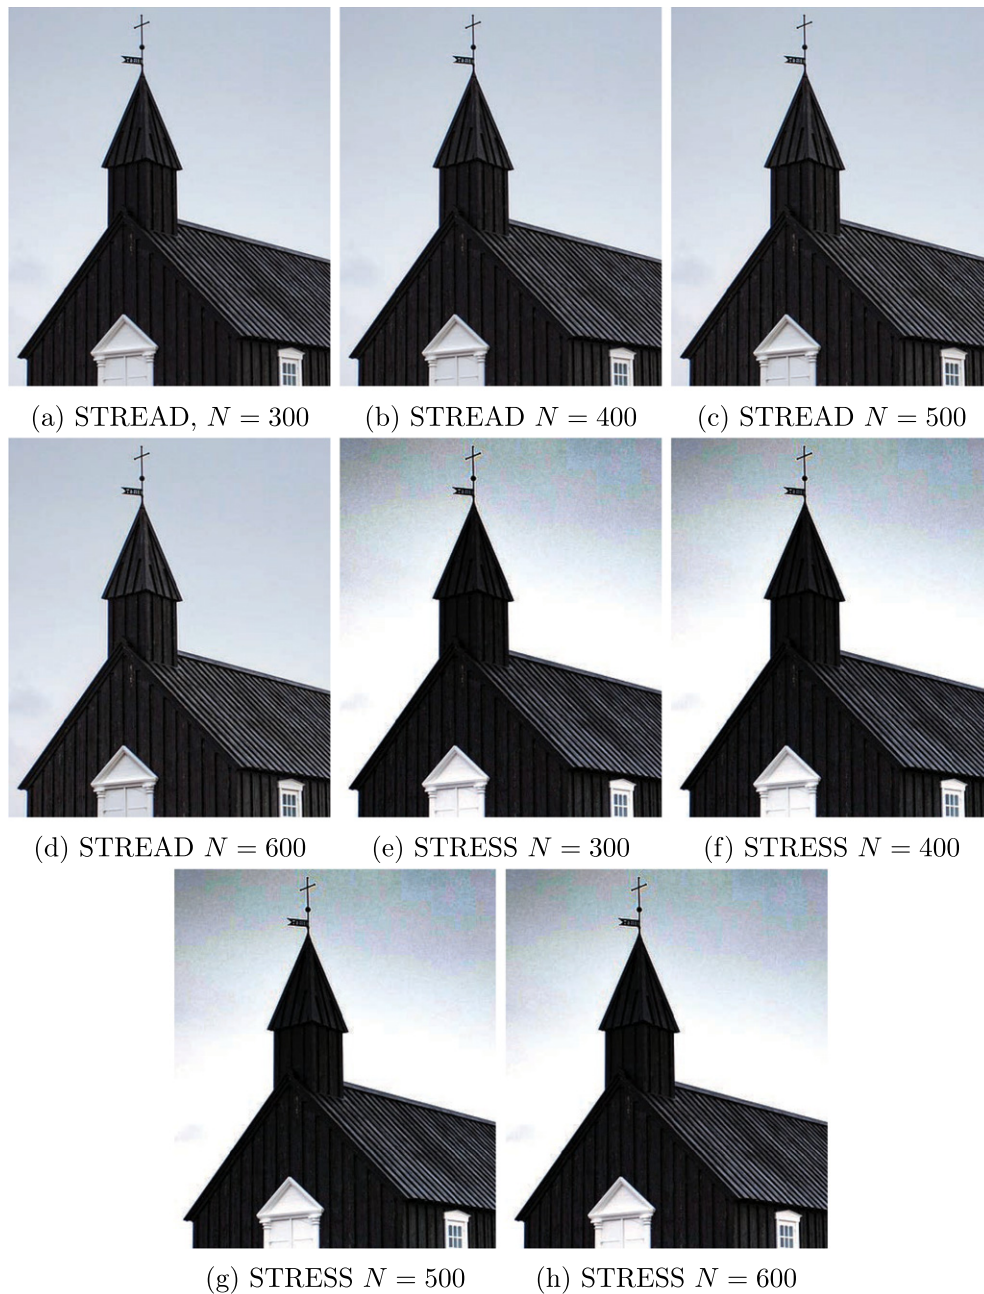 (a) STREAD, N = 300
(b) STREAD N = 400
(c) STREAD N = 500
(d) STREAD N = 600
(e) STRESS N = 300
(f) STRESS N = 400
(g) STRESS N = 500
(h) STRESS N = 600